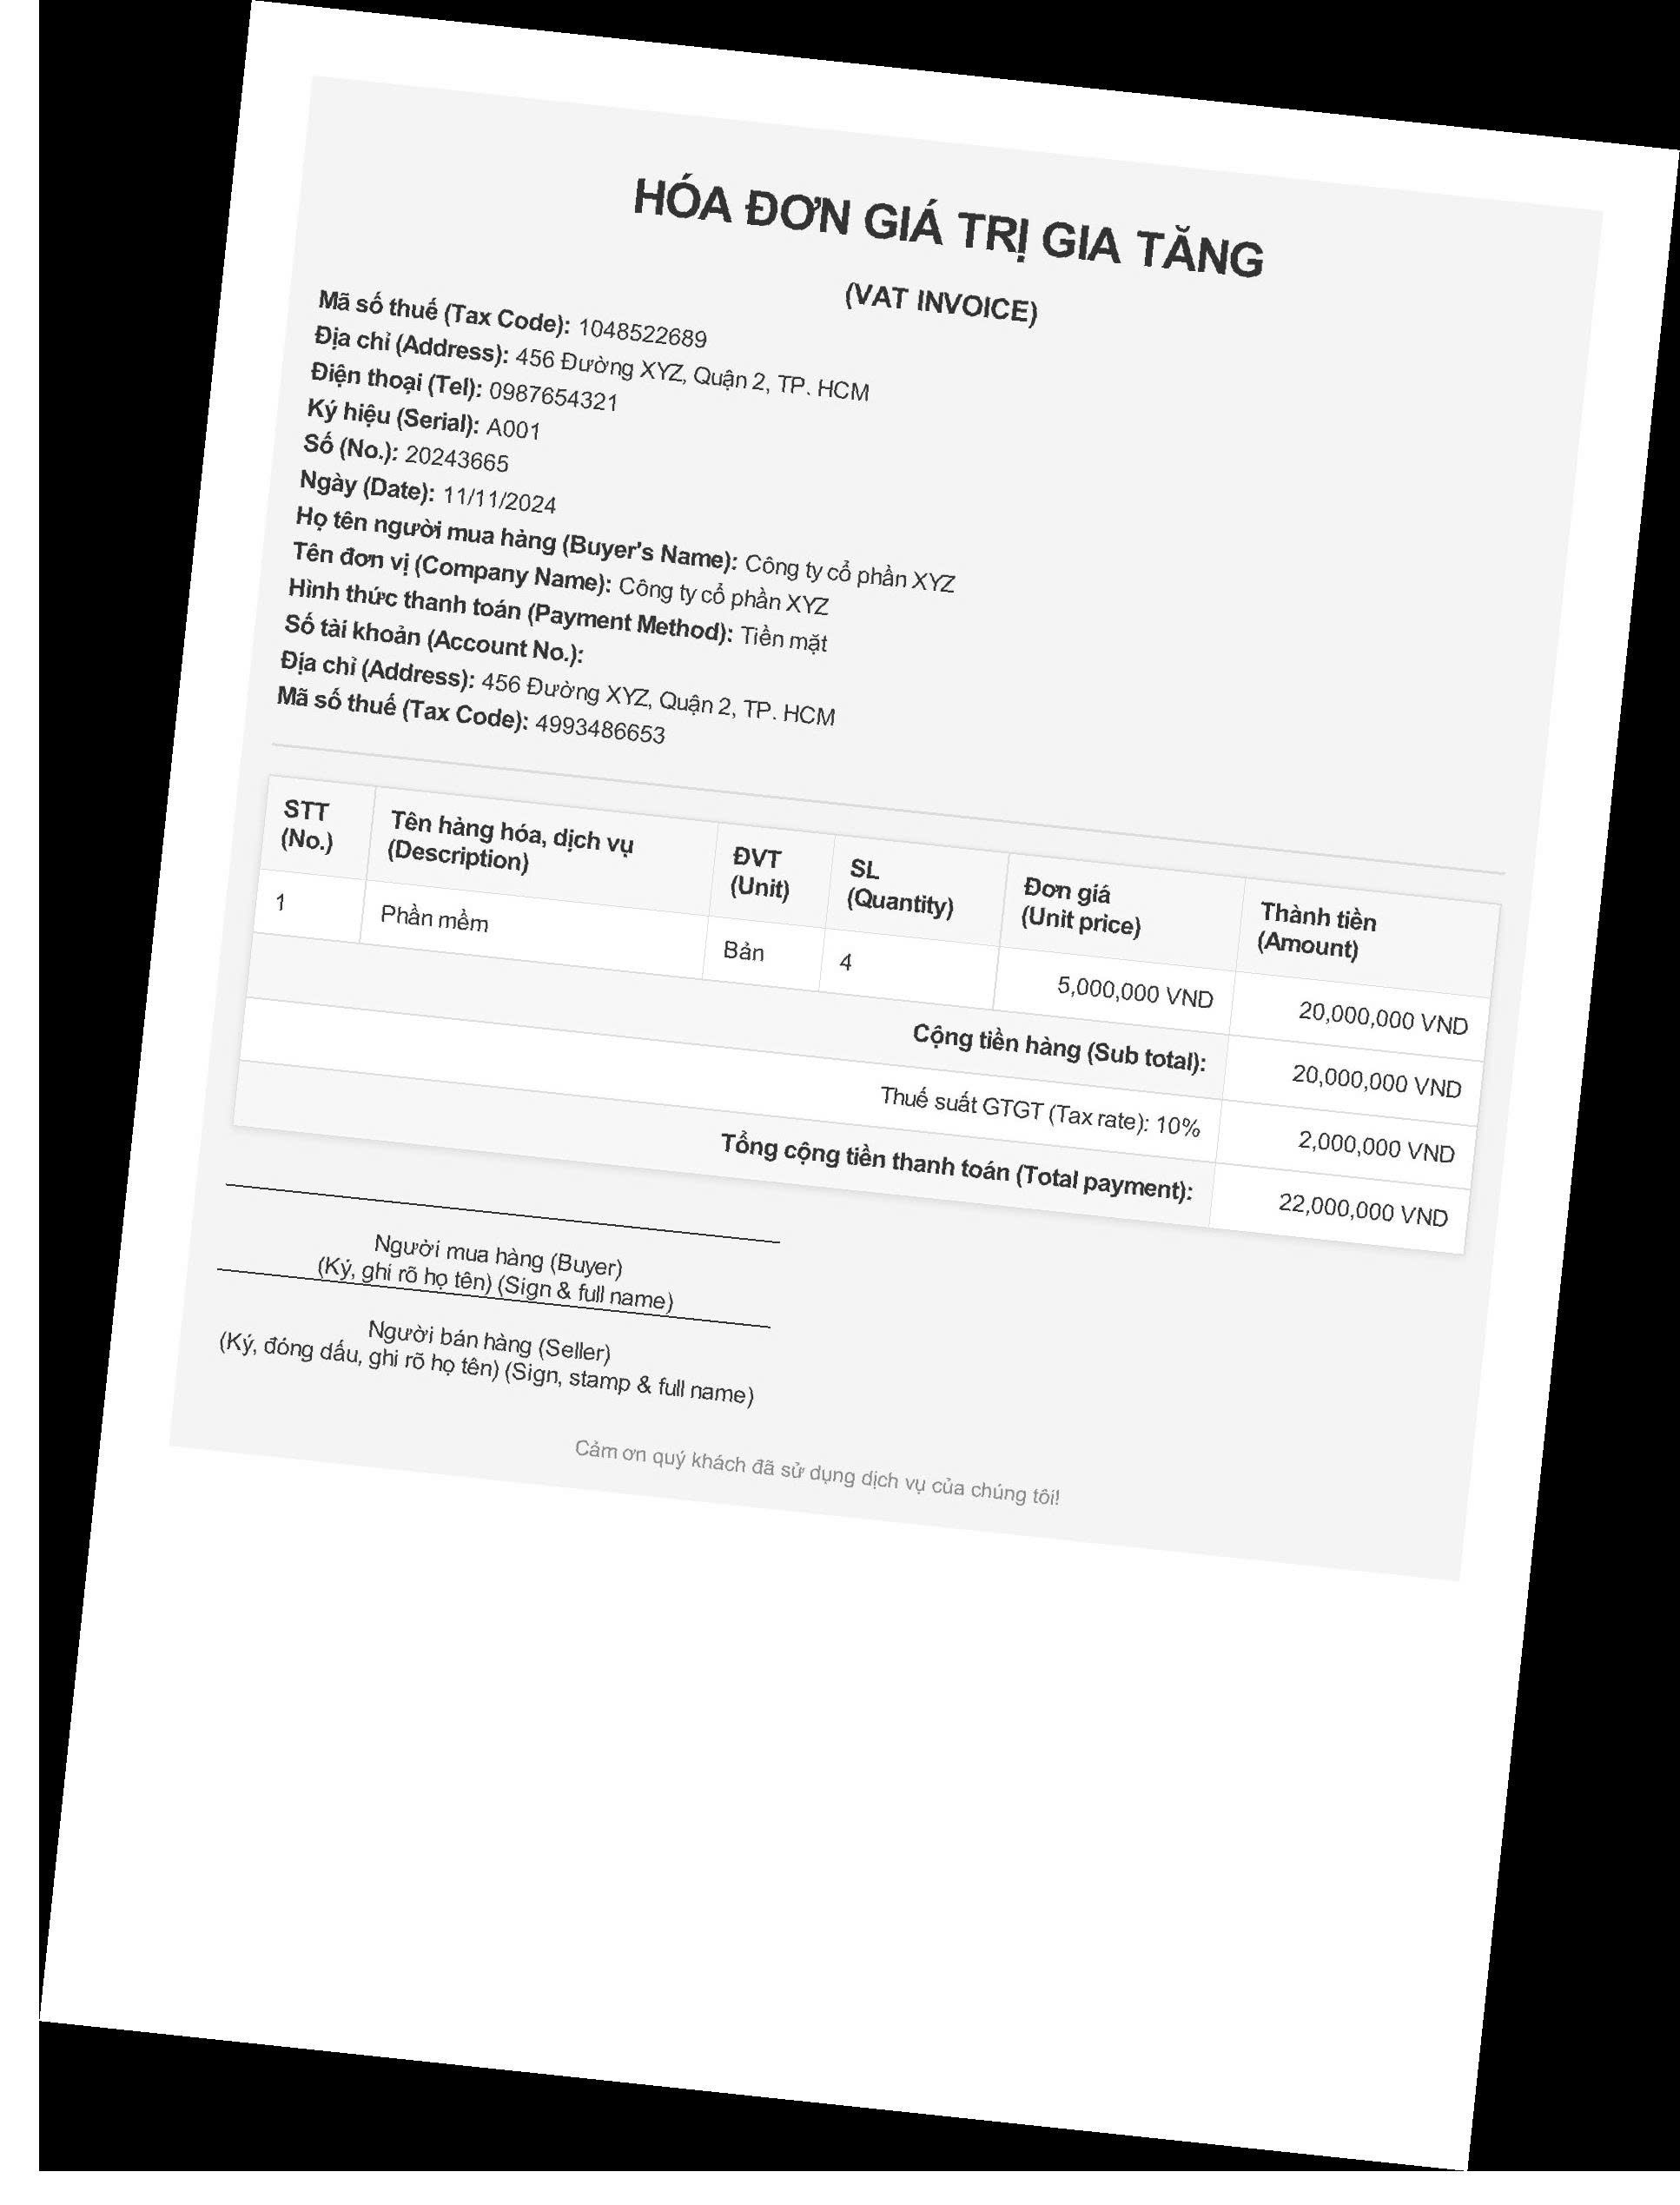 HÓA ĐƠN GIÁ TRỊ GIA TĂNG
(VAT INVOICE)
Mã số thuế (Tax Code): 1048522689
Địa chỉ (Address): 456 Đường XYZ, Quận 2, TP. HCM
Điện thoại (Tel): 0987654321
Ký hiệu (Serial): A001
Số (No.): 20243665
Ngày (Date): 11/11/2024
Họ tên người mua hàng (Buyer's Name): Công ty cổ phần XYZ
Tên đơn vị (Company Name): Công ty cổ phần XYZ
Hình thức thanh toán (Payment Method): Tiền mặt
Số tài khoản (Account No.):
Địa chỉ (Address): 456 Đường XYZ, Quận 2, TP. HCM
Mã số thuế (Tax Code): 4993486653
STT (No.) Tên hàng hóa, dịch vụ (Description) ĐVT (Unit) SL (Quantity) Đơn giá (Unit price) Thành tiền (Amount)
1 Phần mềm Bản 4 5,000,000 VND 20,000,000 VND
Cộng tiền hàng (Sub total): 20,000,000 VND
Thuế suất GTGT (Tax rate): 10% 2,000,000 VND
Tổng cộng tiền thanh toán (Total payment): 22,000,000 VND
Người mua hàng (Buyer)
(Ký, ghi rõ họ tên) (Sign & full name)
Người bán hàng (Seller)
(Ký, đóng dấu, ghi rõ họ tên) (Sign, stamp & full name)
Cảm ơn quý khách đã sử dụng dịch vụ của chúng tôi!